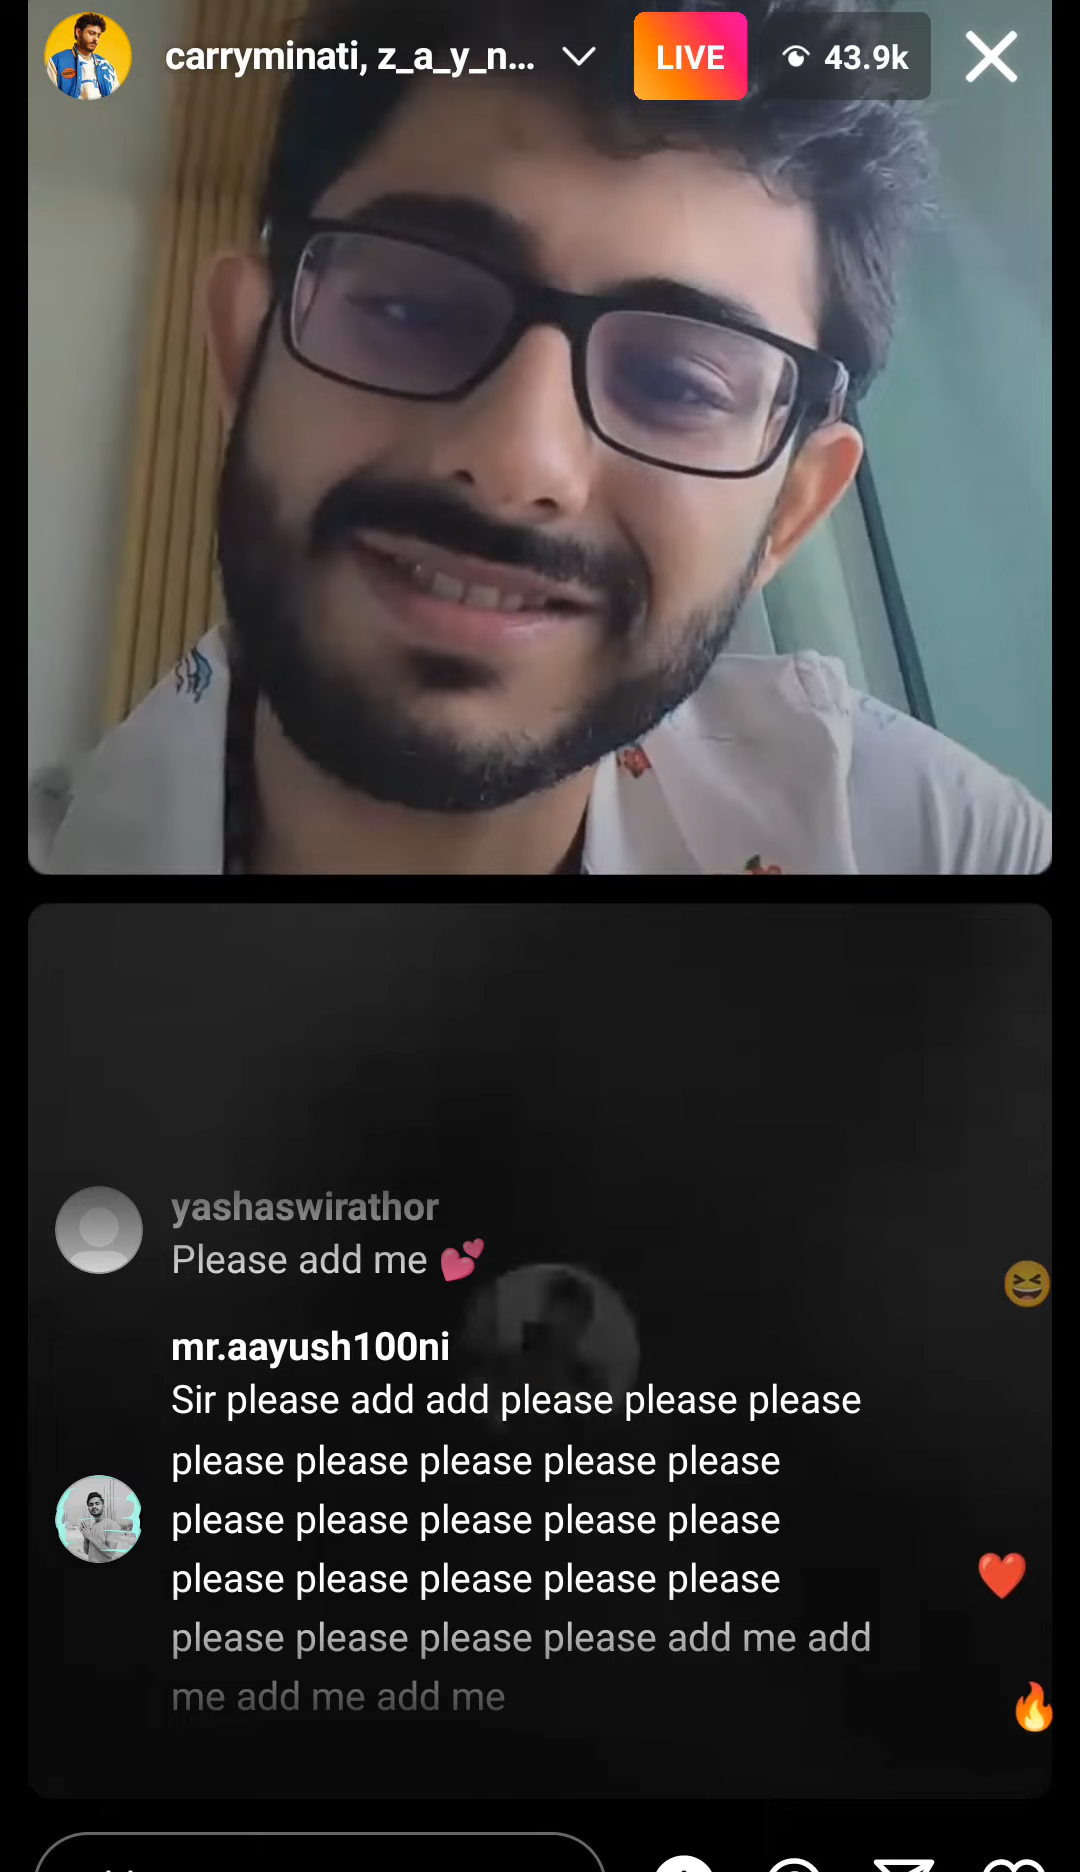 carryminati, z_a_y_n...
LIVE
43.9k
yashaswirathor
Please add me 💕
mr.aayush100ni
Sir please add add please please please
please please please please please
please please please please please
please please please please please
please please please please add me add
me add me add me